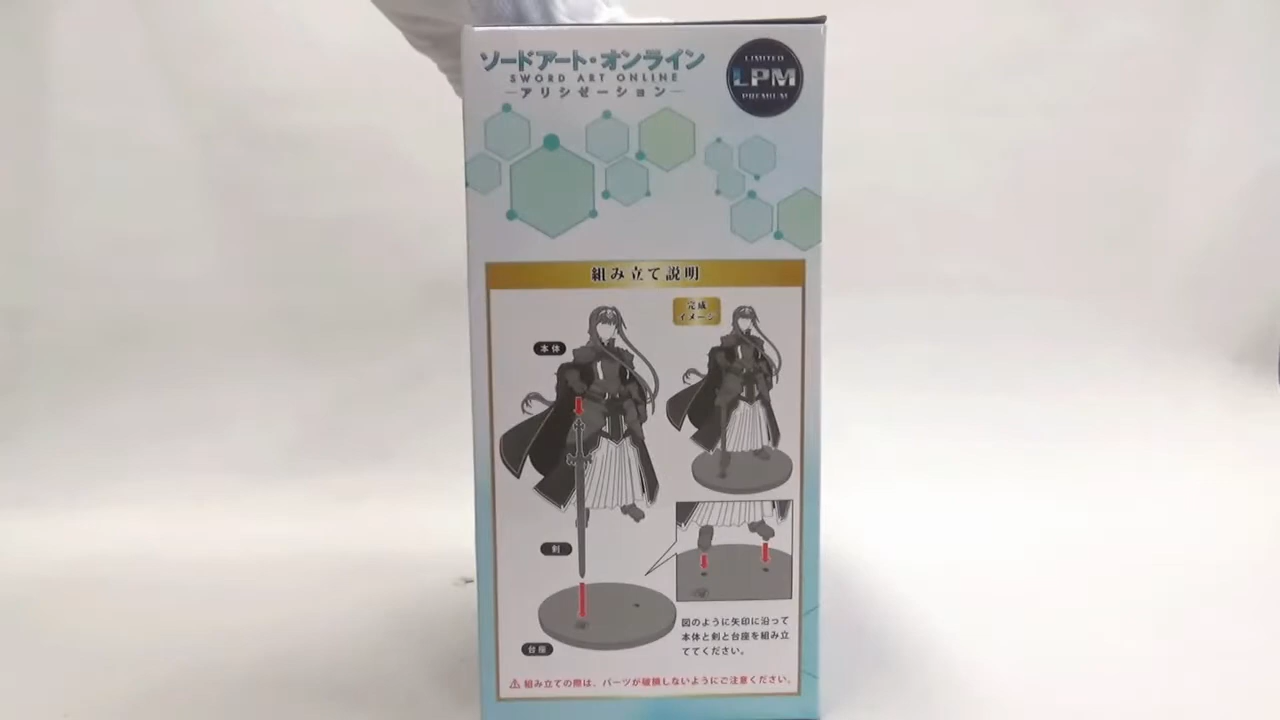 ソードアート・オンライン
SWORD ART ONLINE
ーアリシゼーションー
LIMITED
LPM
PREMIUM
組み立て説明
完成
イメージ
本体
剣
台座
図のように矢印に沿って
本体と剣と台座を組み立
ててください。
⚠組み立ての際は、パーツが破損しないようにご注意ください。